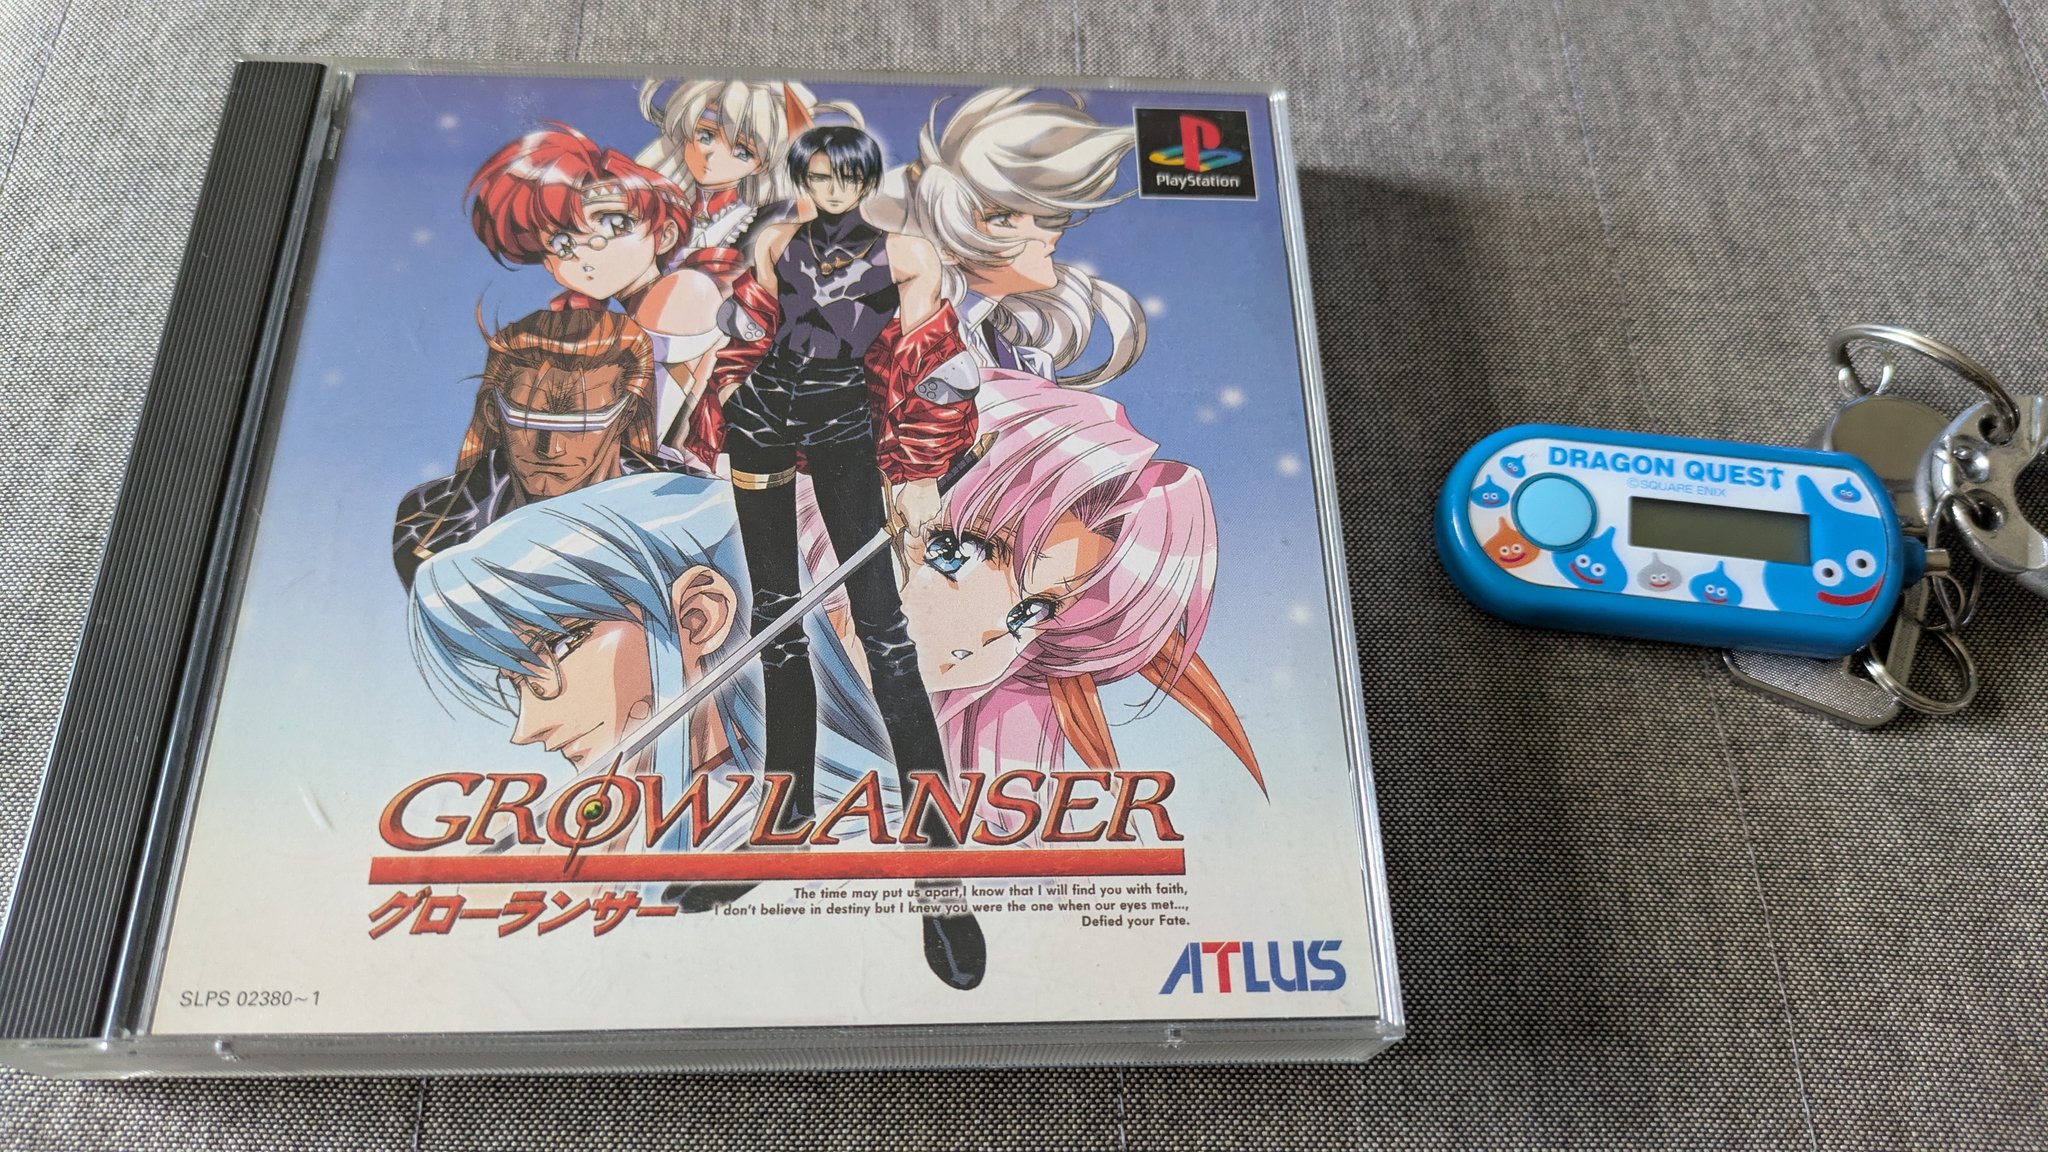 PlayStation
GROWLANSER
グローランサー
The time may put us apart,I know that I will find you with faith,
I don't believe in destiny but I knew you were the one when our eyes met...,
Defied your Fate.
ATLUS
SLPS 02380~1
DRAGON QUEST
©SQUARE ENIX